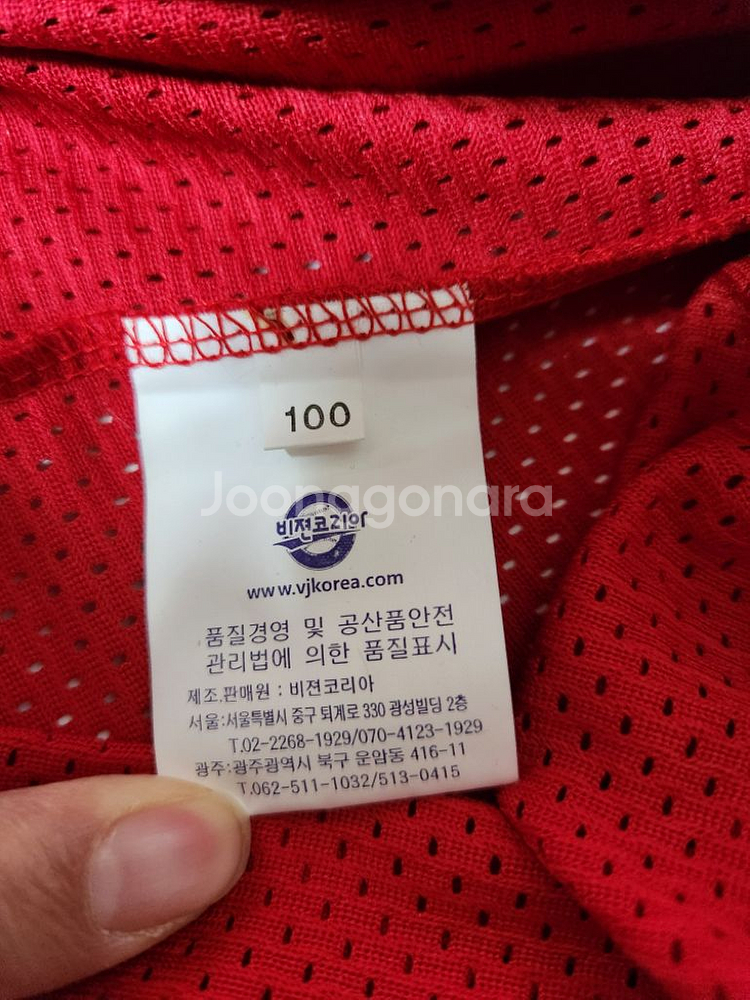 100
Joonggonara
비젼코리아
www.vjkorea.com
품질경영 및 공산품안전
관리법에 의한 품질표시
제조.판매원 : 비젼코리아
서울:서울특별시 중구 퇴계로 330 광성빌딩 2층
T.02-2268-1929/070-4123-1929
광주:광주광역시 북구 운암동 416-11
T.062-511-1032/513-0415